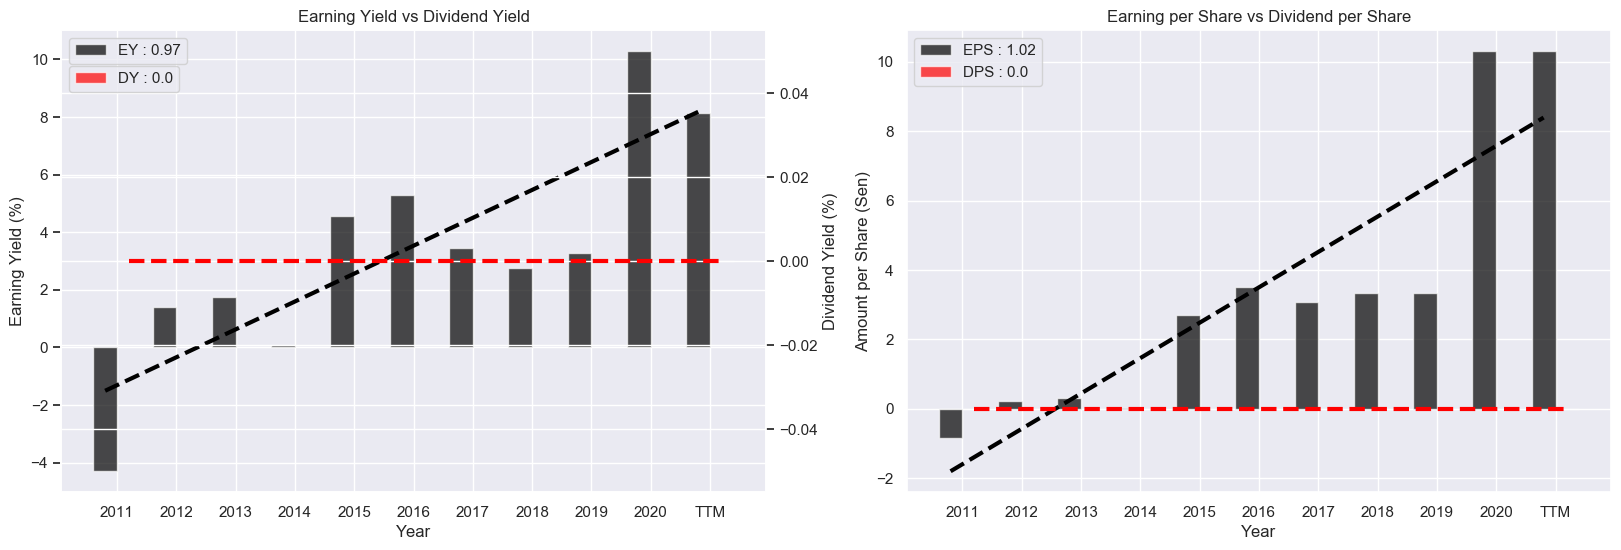 Earning Yield vs Dividend Yield
EY : 0.97
DY : 0.0
Earning Yield (%)
10
8
6
4
2
0
−2
−4
0.04
0.02
0.00
−0.02
−0.04
Dividend Yield (%)
2011 2012 2013 2014 2015 2016 2017 2018 2019 2020 TTM
Year
Earning per Share vs Dividend per Share
EPS : 1.02
DPS : 0.0
Amount per Share (Sen)
10
8
6
4
2
0
−2
2011 2012 2013 2014 2015 2016 2017 2018 2019 2020 TTM
Year